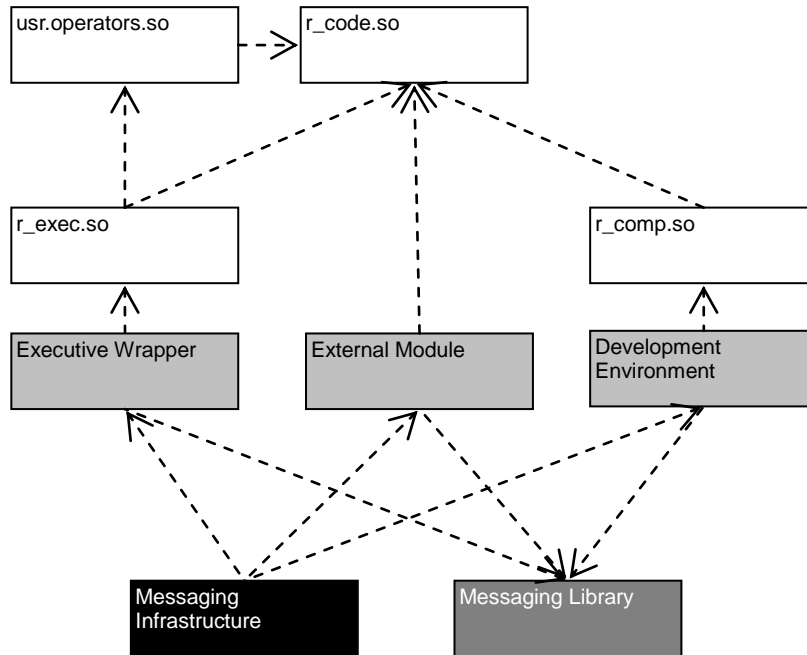 usr.operators.so
r_code.so
r_exec.so
r_comp.so
Executive Wrapper
External Module
Development
Environment
Messaging
Infrastructure
Messaging Library